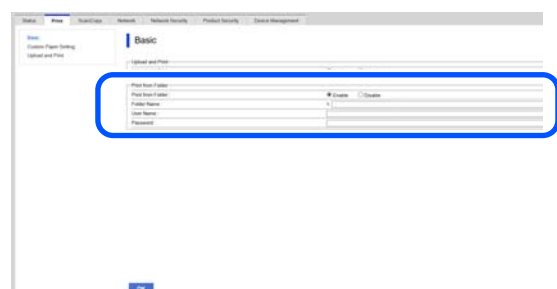 Status Print Scan/Copy Network Network Security Product Security Device Management
Basic
Custom Paper Setting
Upload and Print
Basic
Upload and Print
Print from Folder
Print from Folder : Enable Disable
Folder Name : \\
User Name :
Password :
OK